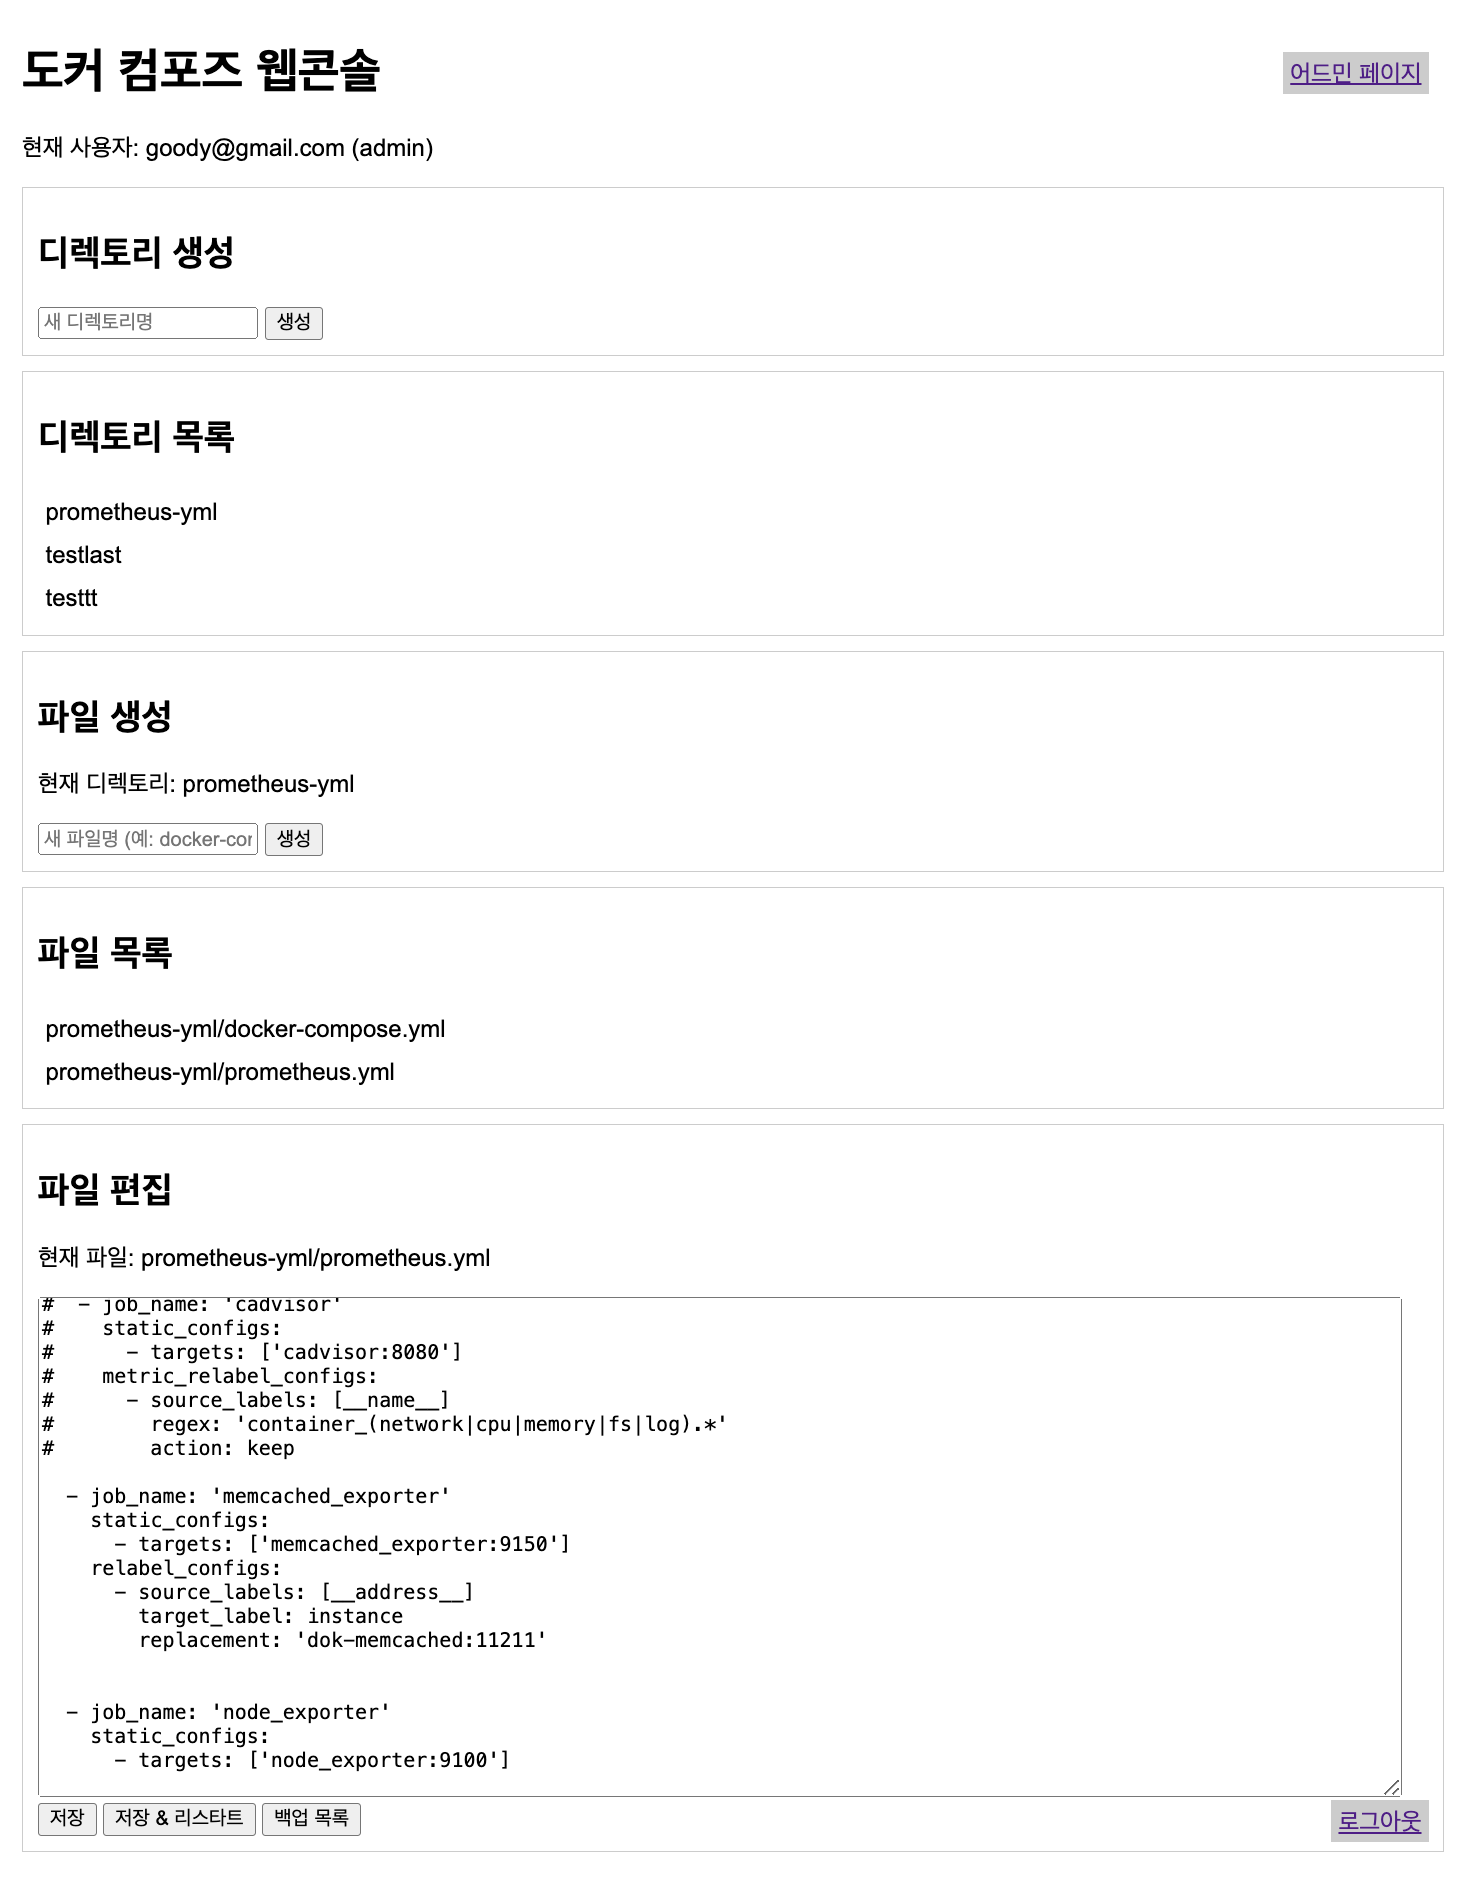 도커 컴포즈 웹콘솔
어드민 페이지
현재 사용자: goody@gmail.com (admin)
디렉토리 생성
새 디렉토리명
생성
디렉토리 목록
prometheus-yml
testlast
testtt
파일 생성
현재 디렉토리: prometheus-yml
새 파일명 (예: docker-cor
생성
파일 목록
prometheus-yml/docker-compose.yml
prometheus-yml/prometheus.yml
파일 편집
현재 파일: prometheus-yml/prometheus.yml
#  - job_name: 'cadvisor'
#    static_configs:
#      - targets: ['cadvisor:8080']
#    metric_relabel_configs:
#      - source_labels: [__name__]
#        regex: 'container_(network|cpu|memory|fs|log).*'
#        action: keep
  - job_name: 'memcached_exporter'
    static_configs:
      - targets: ['memcached_exporter:9150']
    relabel_configs:
      - source_labels: [__address__]
        target_label: instance
        replacement: 'dok-memcached:11211'
  - job_name: 'node_exporter'
    static_configs:
      - targets: ['node_exporter:9100']
저장
저장 & 리스타트
백업 목록
로그아웃